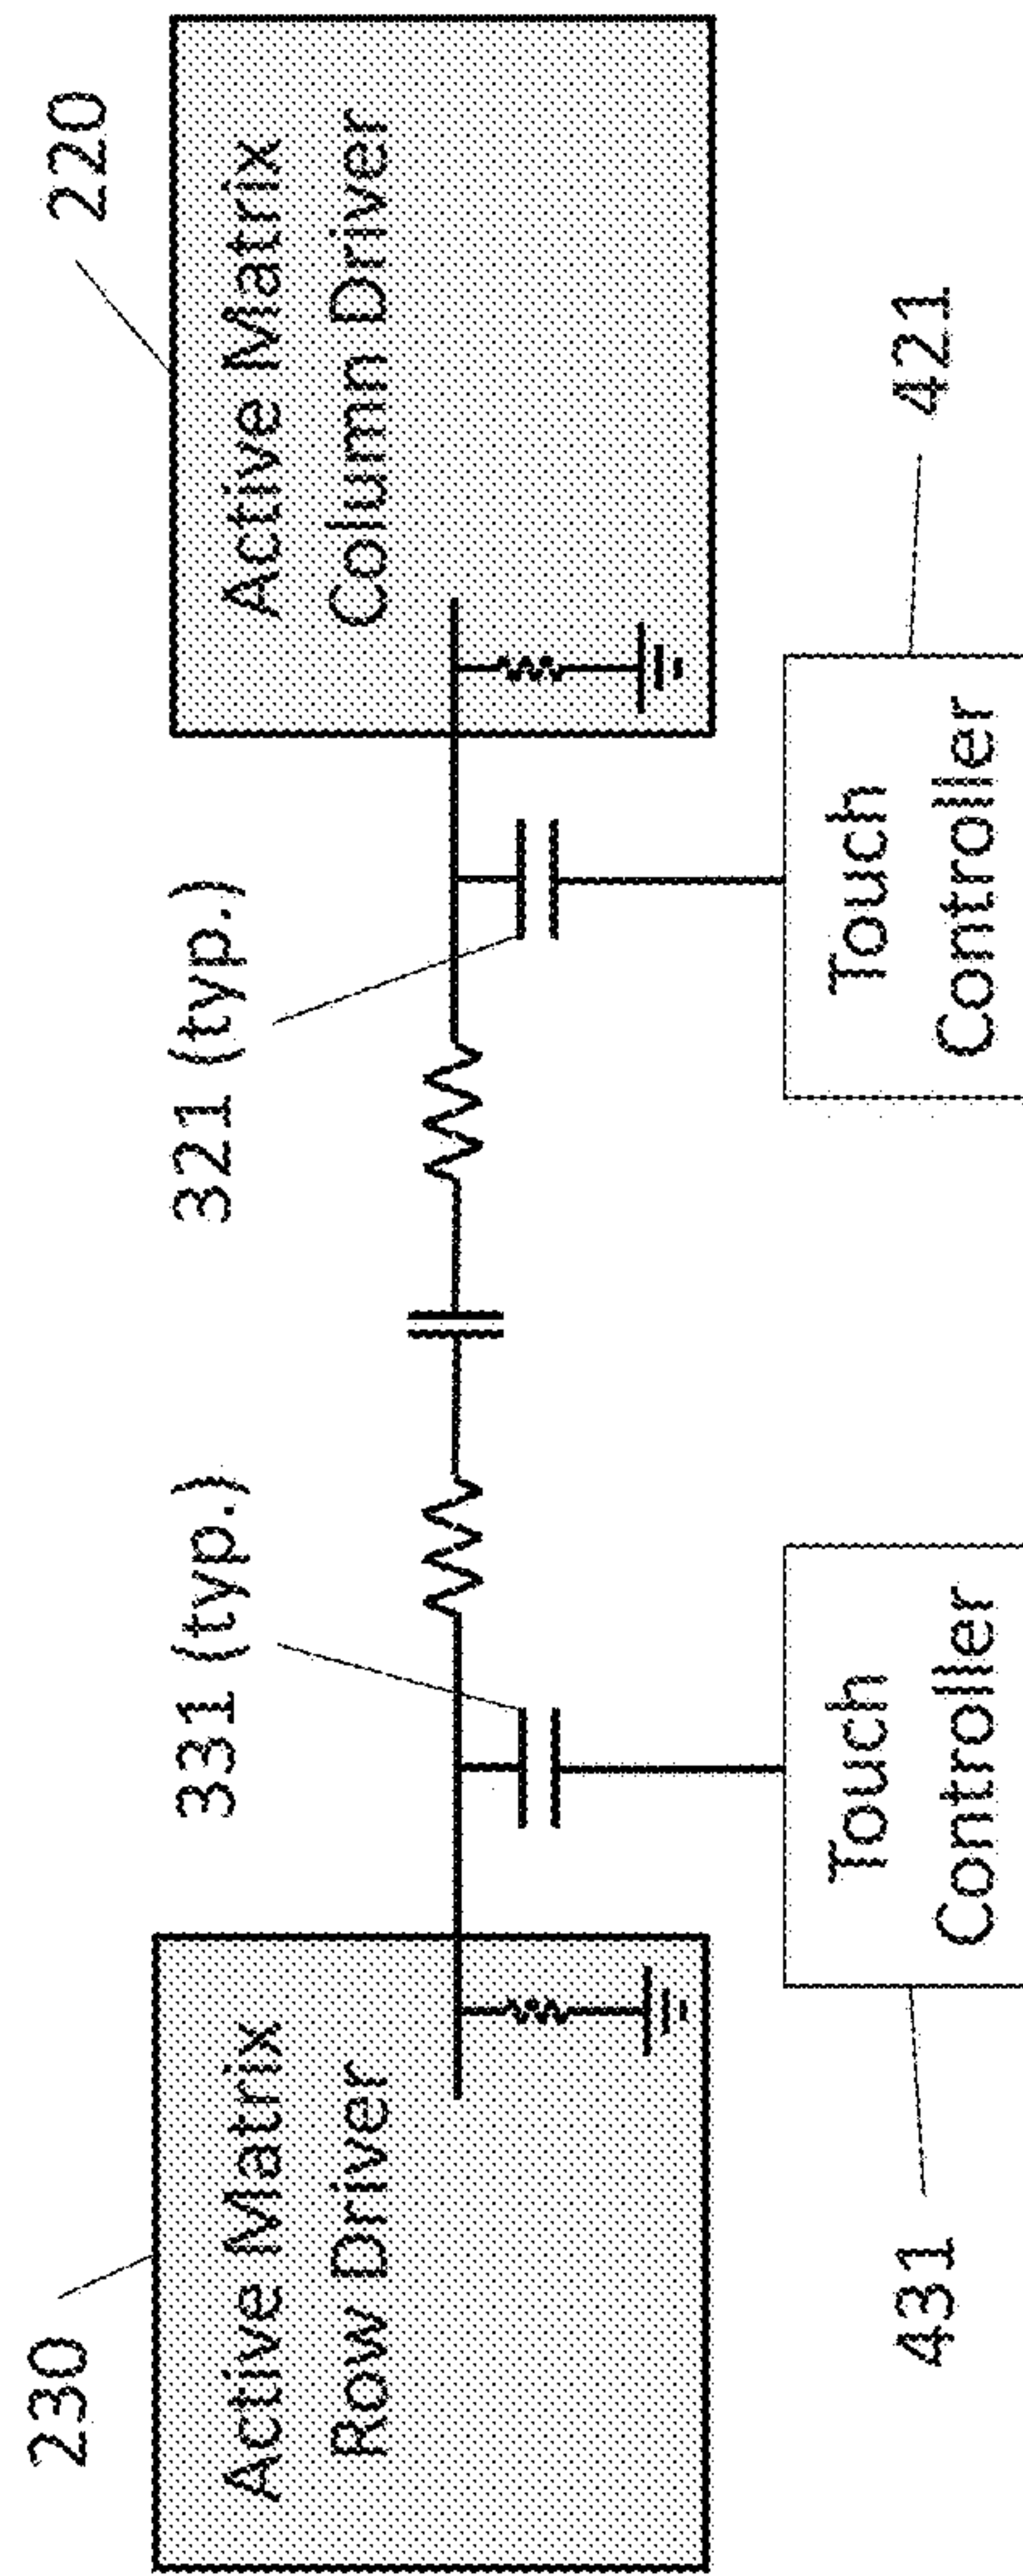 230
Active Matrix
Row Driver
331 (typ.)
321 (typ.)
220
Active Matrix
Column Driver
431
Touch
Controller
Touch
Controller
421